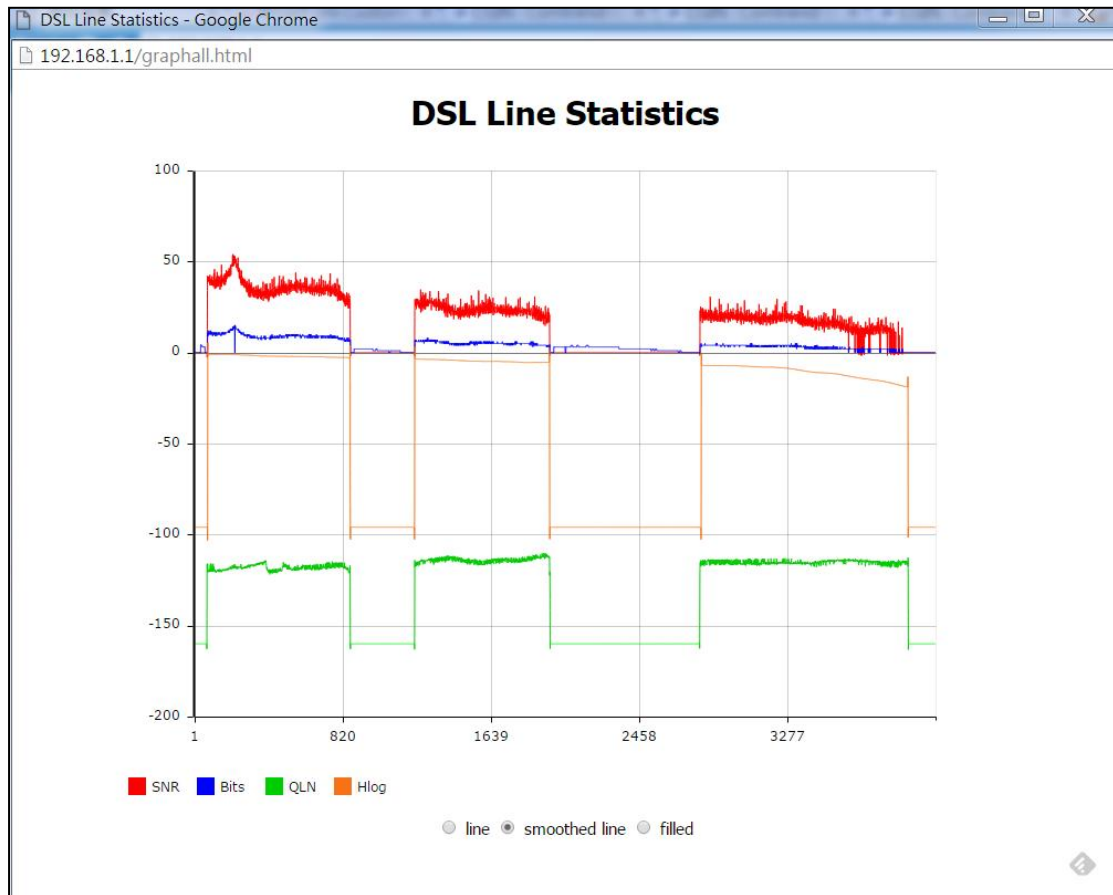 DSL Line Statistics - Google Chrome
192.168.1.1/graphall.html
DSL Line Statistics
100
50
0
-50
-100
-150
-200
1 820 1639 2458 3277
SNR Bits QLN Hlog
line smoothed line filled